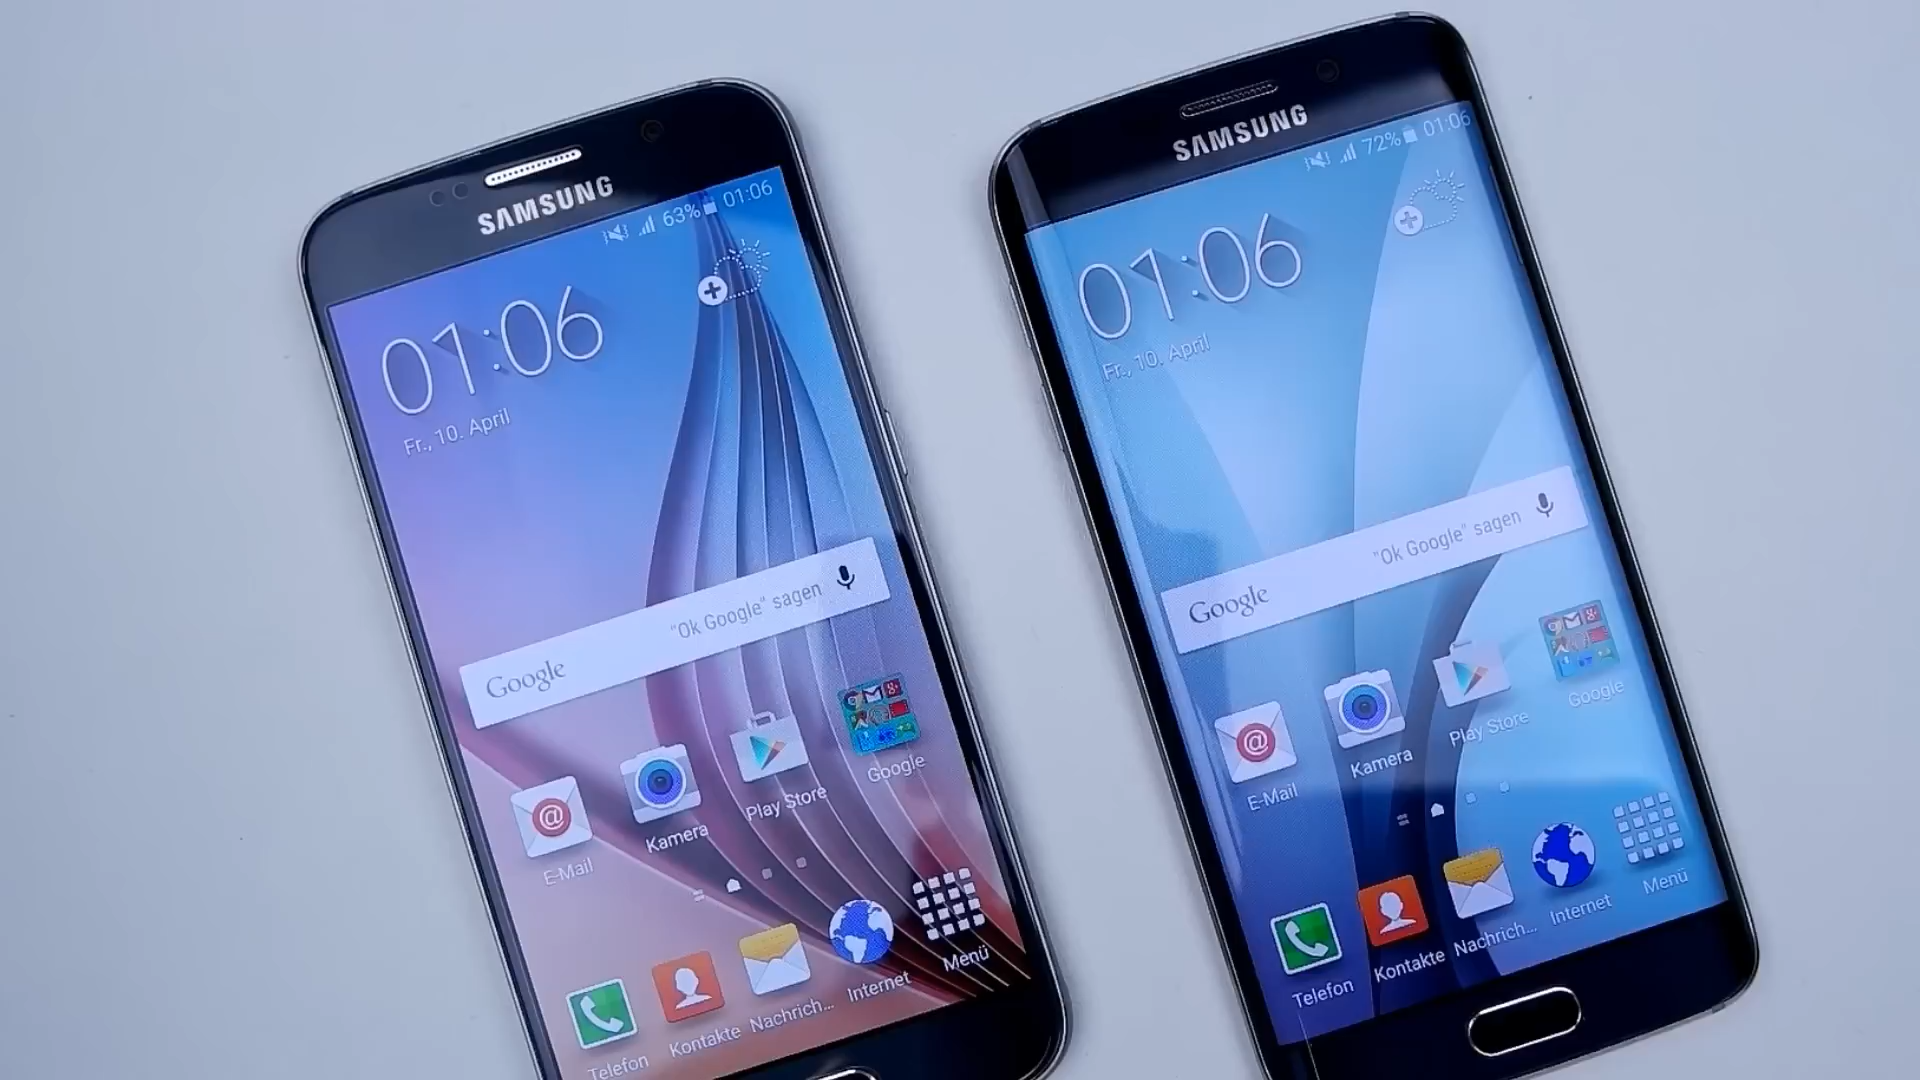 SAMSUNG
63% 01:06
01:06
Fr., 10. April
Google "Ok Google" sagen
E-Mail Kamera Play Store Google
Telefon Kontakte Nachrich... Internet Menü
SAMSUNG
72% 01:06
01:06
Fr., 10. April
Google "Ok Google" sagen
E-Mail Kamera Play Store Google
Telefon Kontakte Nachrich... Internet Menü